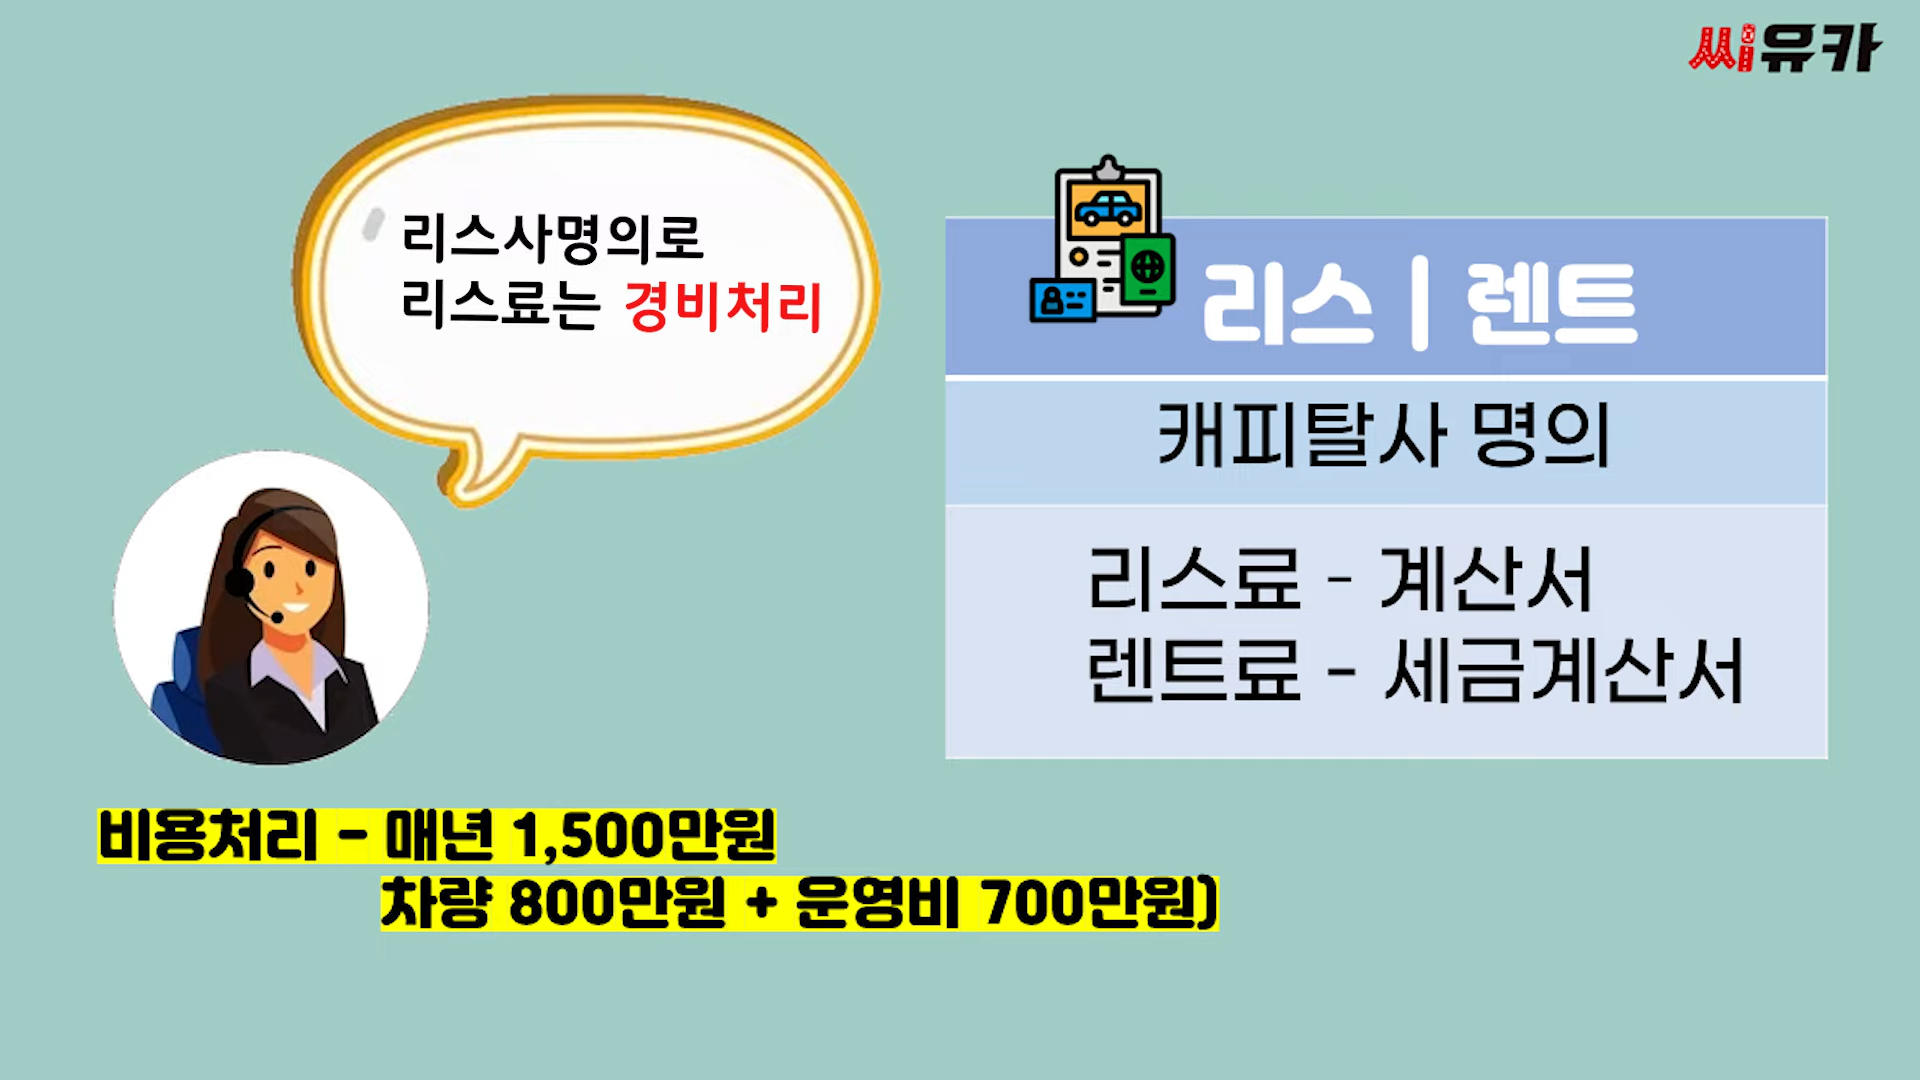 씨유카
리스사명의로
리스료는 경비처리
리스 | 렌트
캐피탈사 명의
리스료 - 계산서
렌트료 - 세금계산서
비용처리 - 매년 1,500만원
차량 800만원 + 운영비 700만원)